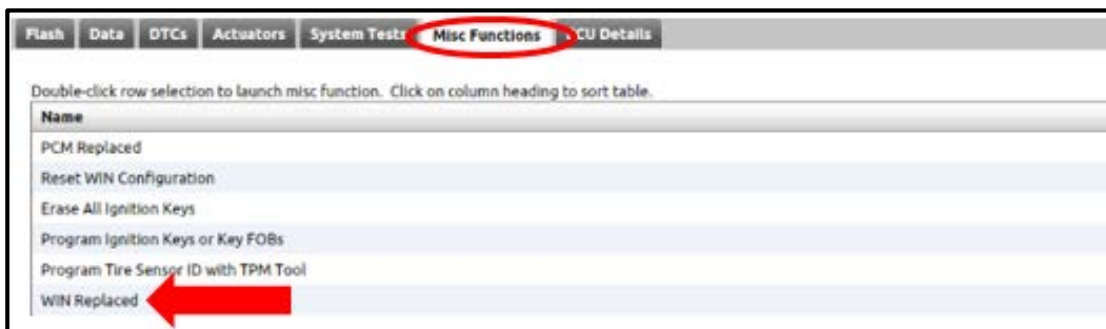 Flash Data DTCs Actuators System Tests Misc Functions ECU Details
Double-click row selection to launch misc function. Click on column heading to sort table.
Name
PCM Replaced
Reset WIN Configuration
Erase All Ignition Keys
Program Ignition Keys or Key FOBs
Program Tire Sensor ID with TPM Tool
WIN Replaced